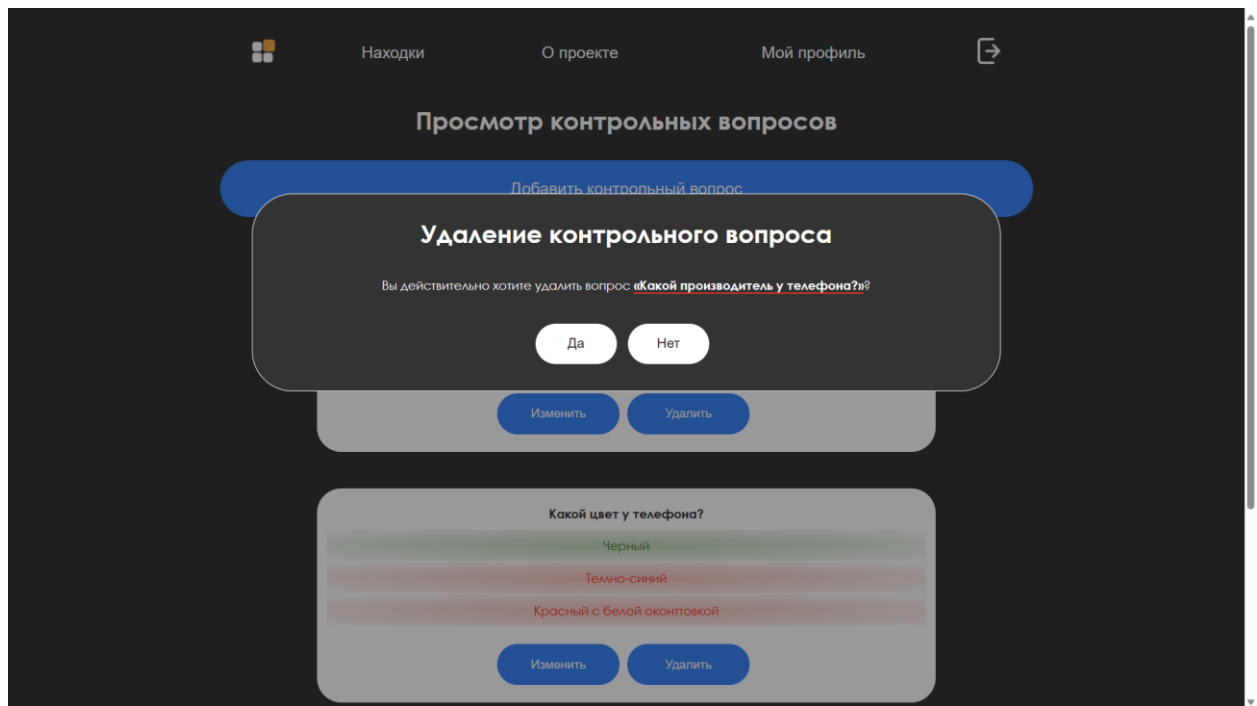 Находки О проекте Мой профиль
Просмотр контрольных вопросов
Добавить контрольный вопрос
Удаление контрольного вопроса
Вы действительно хотите удалить вопрос «Какой производитель у телефона?»?
Да Нет
Изменить Удалить
Какой цвет у телефона?
Черный
Темно-синий
Красный с белой оконттовкой
Изменить Удалить